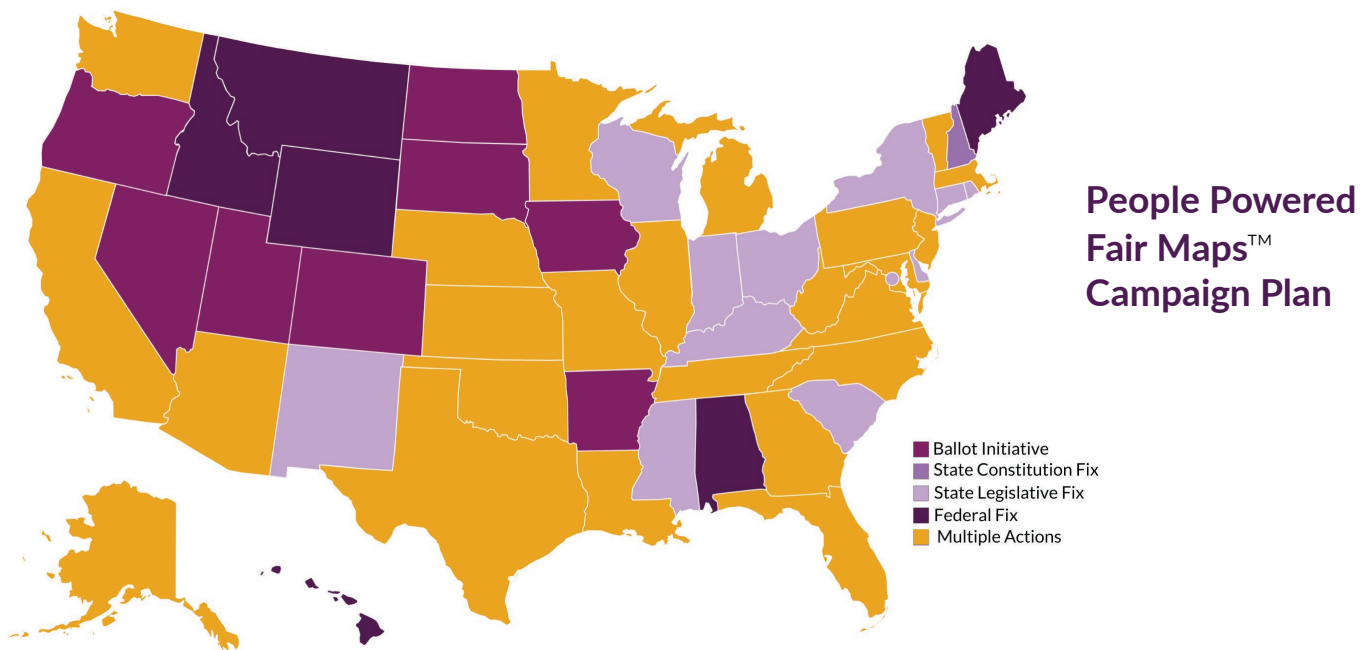 People Powered
Fair Maps™
Campaign Plan
Ballot Initiative
State Constitution Fix
State Legislative Fix
Federal Fix
Multiple Actions